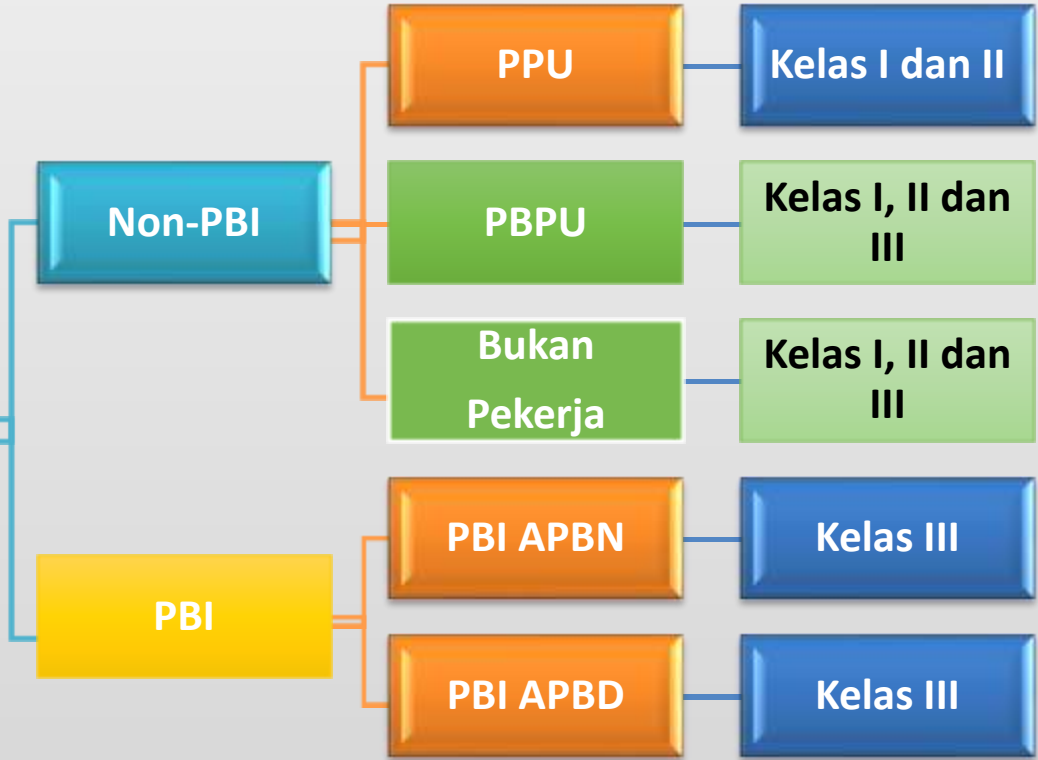 PPU
Kelas I dan II
Non-PBI
PBPU
Kelas I, II dan
III
Bukan
Pekerja
Kelas I, II dan
III
PBI
PBI APBN
Kelas III
PBI APBD
Kelas III